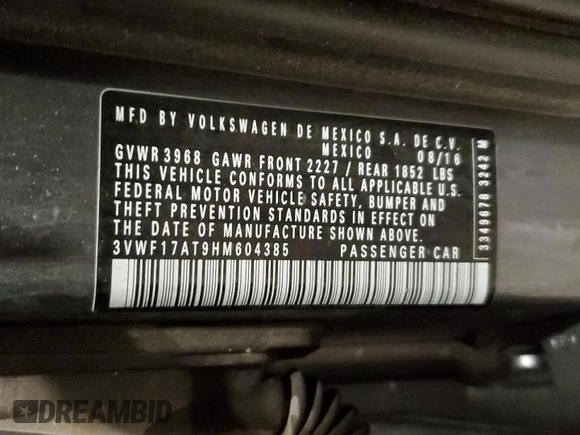 MFD BY VOLKSWAGEN DE MEXICO S.A. DE C.V.
MEXICO 08/16
GVWR 3968 GAWR FRONT 2227 / REAR 1852 LBS
THIS VEHICLE CONFORMS TO ALL APPLICABLE U.S.
FEDERAL MOTOR VEHICLE SAFETY, BUMPER AND
THEFT PREVENTION STANDARDS IN EFFECT ON
THE DATE OF MANUFACTURE SHOWN ABOVE.
3VWF17AT9HM604385 PASSENGER CAR
3349678 3242 M
DREAMBID